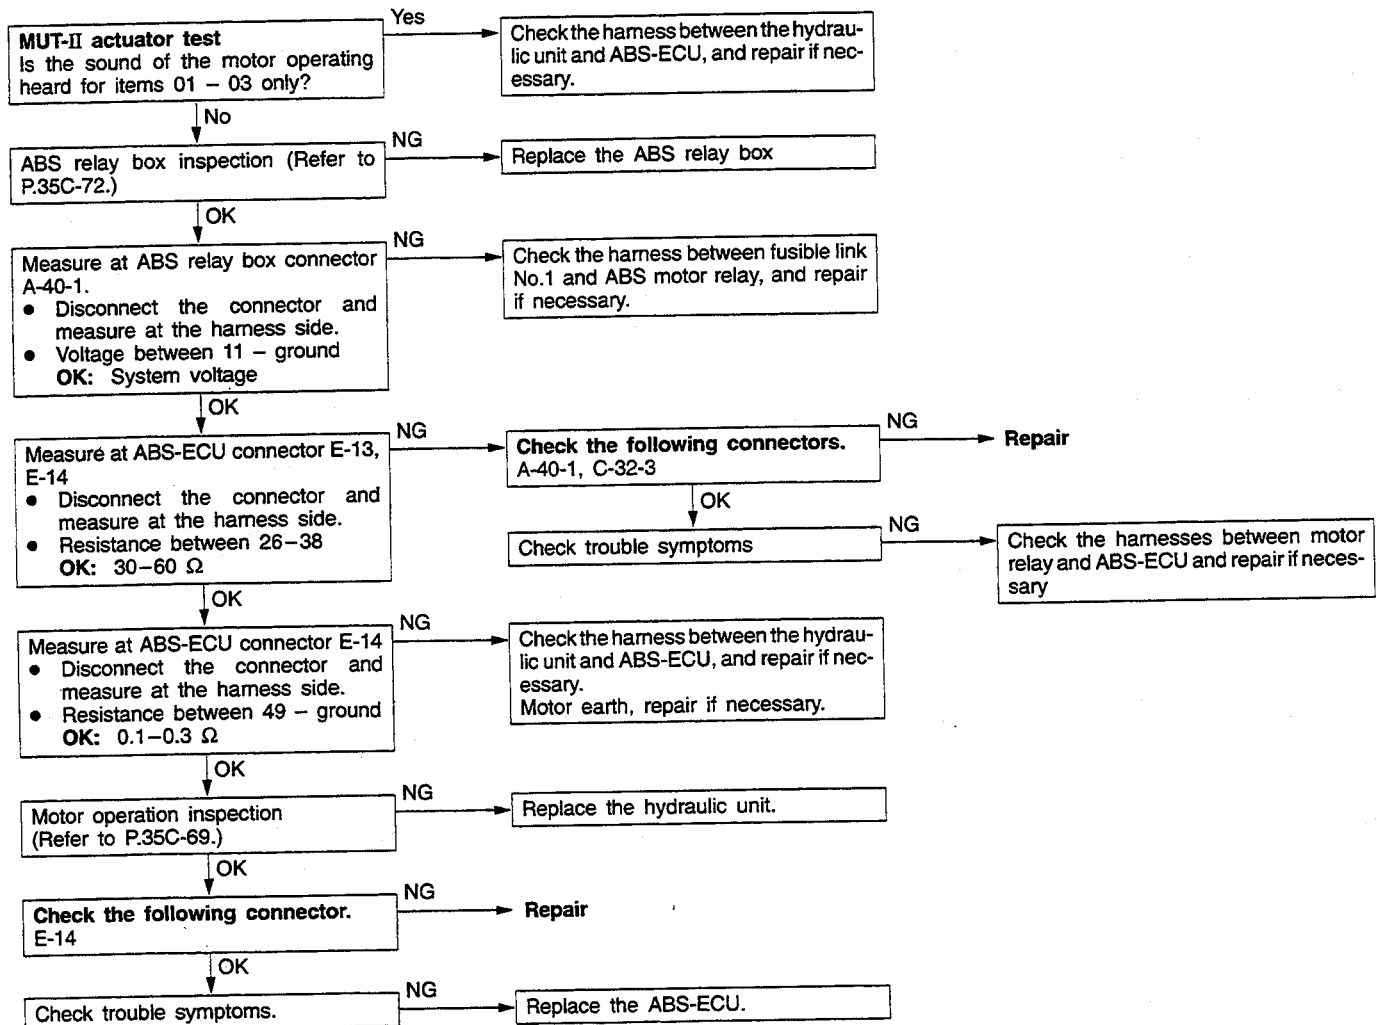 Yes
MUT-II actuator test
Is the sound of the motor operating
heard for items 01 – 03 only?
Check the harness between the hydrau-
lic unit and ABS-ECU, and repair if nec-
essary.
No
NG
ABS relay box inspection (Refer to
P.35C-72.)
Replace the ABS relay box
OK
NG
Measure at ABS relay box connector
A-40-1.
● Disconnect the connector and
measure at the harness side.
● Voltage between 11 – ground
OK: System voltage
Check the harness between fusible link
No.1 and ABS motor relay, and repair
if necessary.
OK
NG
Measure at ABS-ECU connector E-13,
E-14
● Disconnect the connector and
measure at the harness side.
● Resistance between 26–38
OK: 30–60 Ω
Check the following connectors.
A-40-1, C-32-3
NG
Repair
OK
Check trouble symptoms
NG
Check the harnesses between motor
relay and ABS-ECU and repair if neces-
sary
OK
NG
Measure at ABS-ECU connector E-14
● Disconnect the connector and
measure at the harness side.
● Resistance between 49 – ground
OK: 0.1–0.3 Ω
Check the harness between the hydrau-
lic unit and ABS-ECU, and repair if nec-
essary.
Motor earth, repair if necessary.
OK
NG
Motor operation inspection
(Refer to P.35C-69.)
Replace the hydraulic unit.
OK
NG
Check the following connector.
E-14
Repair
OK
NG
Check trouble symptoms.
Replace the ABS-ECU.